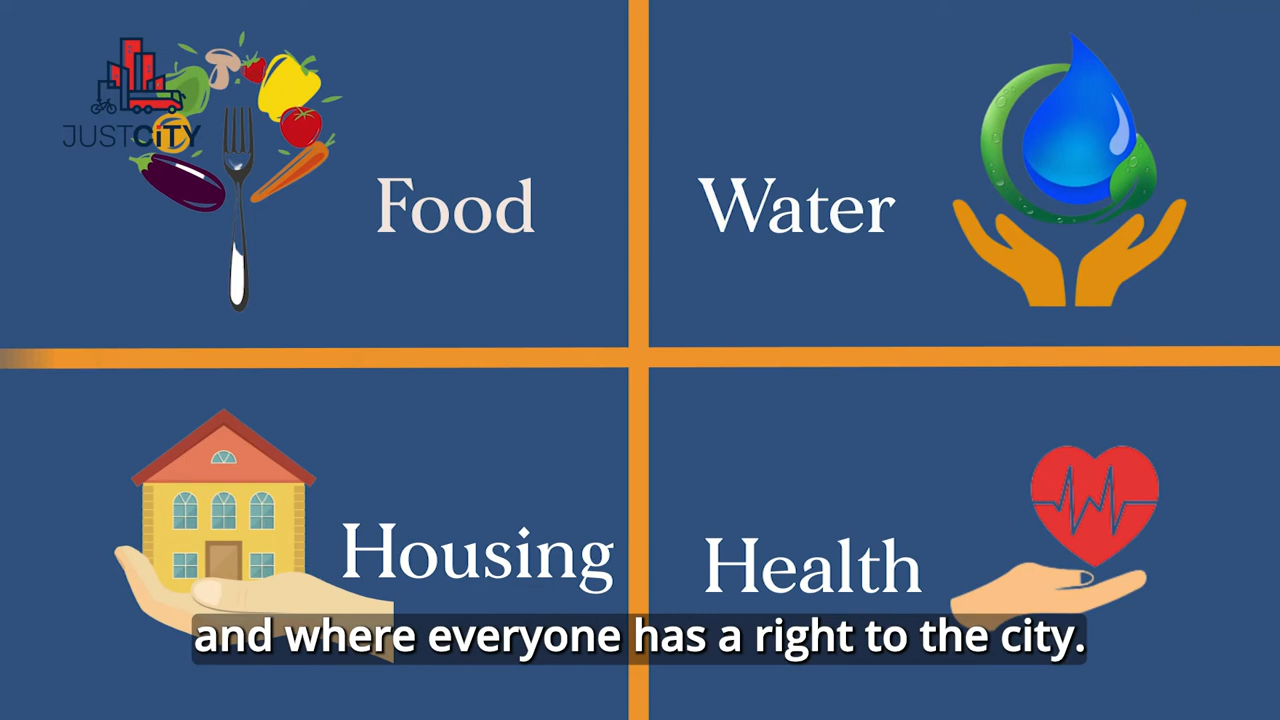 JUSTCiTY
Food
Water
Housing
Health
and where everyone has a right to the city.